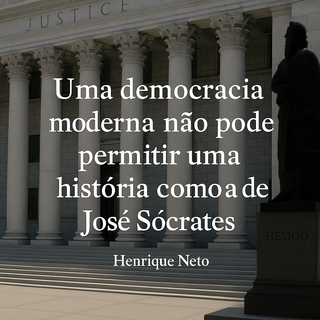 JUSTICE
Uma democracia
moderna não pode
permitir uma
história como a de
José Sócrates
Henrique Neto
HESIOD